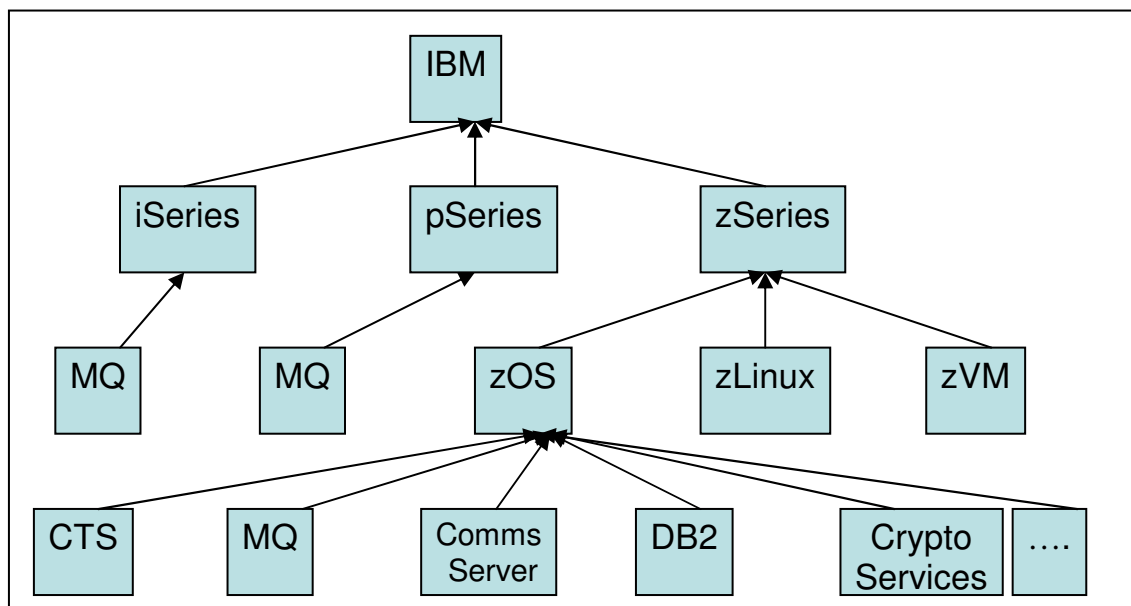 IBM
iSeries
pSeries
zSeries
MQ
MQ
zOS
zLinux
zVM
CTS
MQ
Comms
Server
DB2
Crypto
Services
....